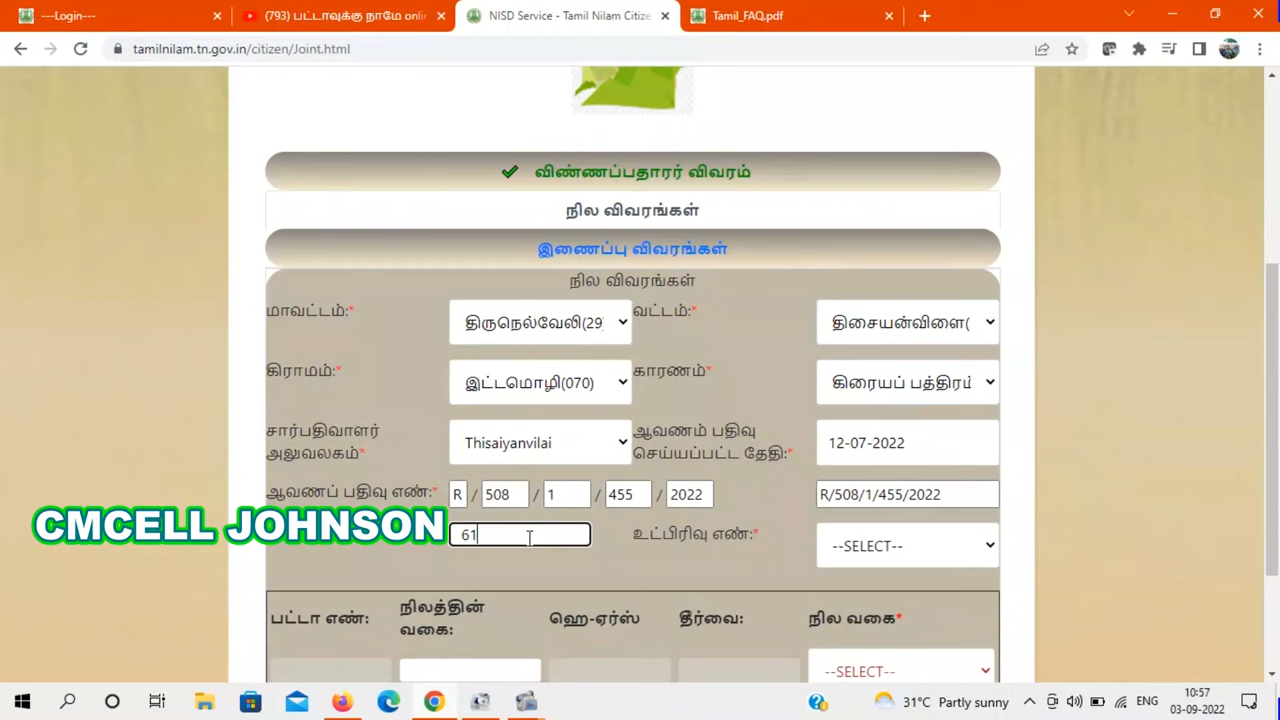 ---Login---
(793) பட்டாவுக்கு நாமே onli
NISD Service - Tamil Nilam Citize
Tamil_FAQ.pdf
tamilnilam.tn.gov.in/citizen/Joint.html
விண்ணப்பதாரர் விவரம்
நில விவரங்கள்
இணைப்பு விவரங்கள்
நில விவரங்கள்
மாவட்டம்:* திருநெல்வேலி(29) வட்டம்:* திசையன்விளை(
கிராமம்:* இட்டமொழி(070) காரணம்* கிரையப் பத்திரம்
சார்பதிவாளர் அலுவலகம்* Thisaiyanvilai ஆவணம் பதிவு செய்யப்பட்ட தேதி:* 12-07-2022
ஆவணப் பதிவு எண்:* R / 508 / 1 / 455 / 2022 R/508/1/455/2022
CMCELL JOHNSON 61 உட்பிரிவு எண்:* --SELECT--
பட்டா எண்: நிலத்தின் வகை: ஹெ-ஏர்ஸ் தீர்வை: நில வகை*
--SELECT--
31°C Partly sunny ENG 10:57
03-09-2022